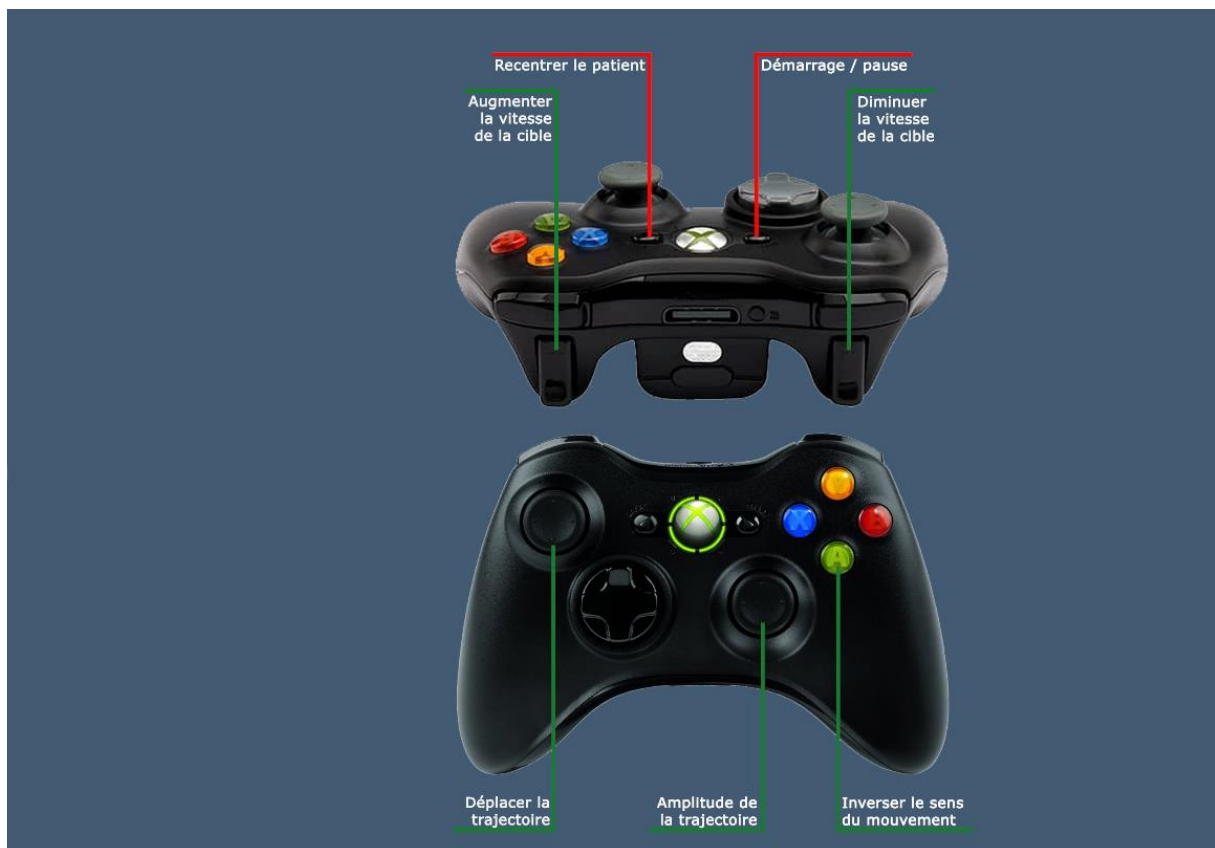 Recentrer le patient
Démarrage / pause
Augmenter
la vitesse
de la cible
Diminuer
la vitesse
de la cible
X
A
Déplacer la
trajectoire
Amplitude de
la trajectoire
Inverser le sens
du mouvement